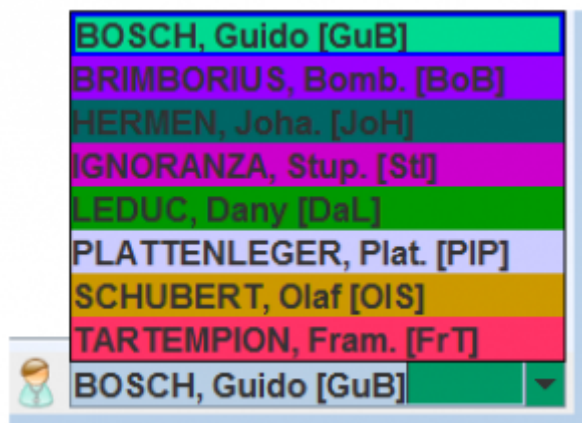 BOSCH, Guido [GuB]
BRIMBORIUS, Bomb. [BoB]
HERMEN, Joha. [JoH]
IGNORANZA, Stup. [StI]
LEDUC, Dany [DaL]
PLATTENLEGER, Plat. [PlP]
SCHUBERT, Olaf [OlS]
TARTEMPION, Fram. [FrT]
BOSCH, Guido [GuB]